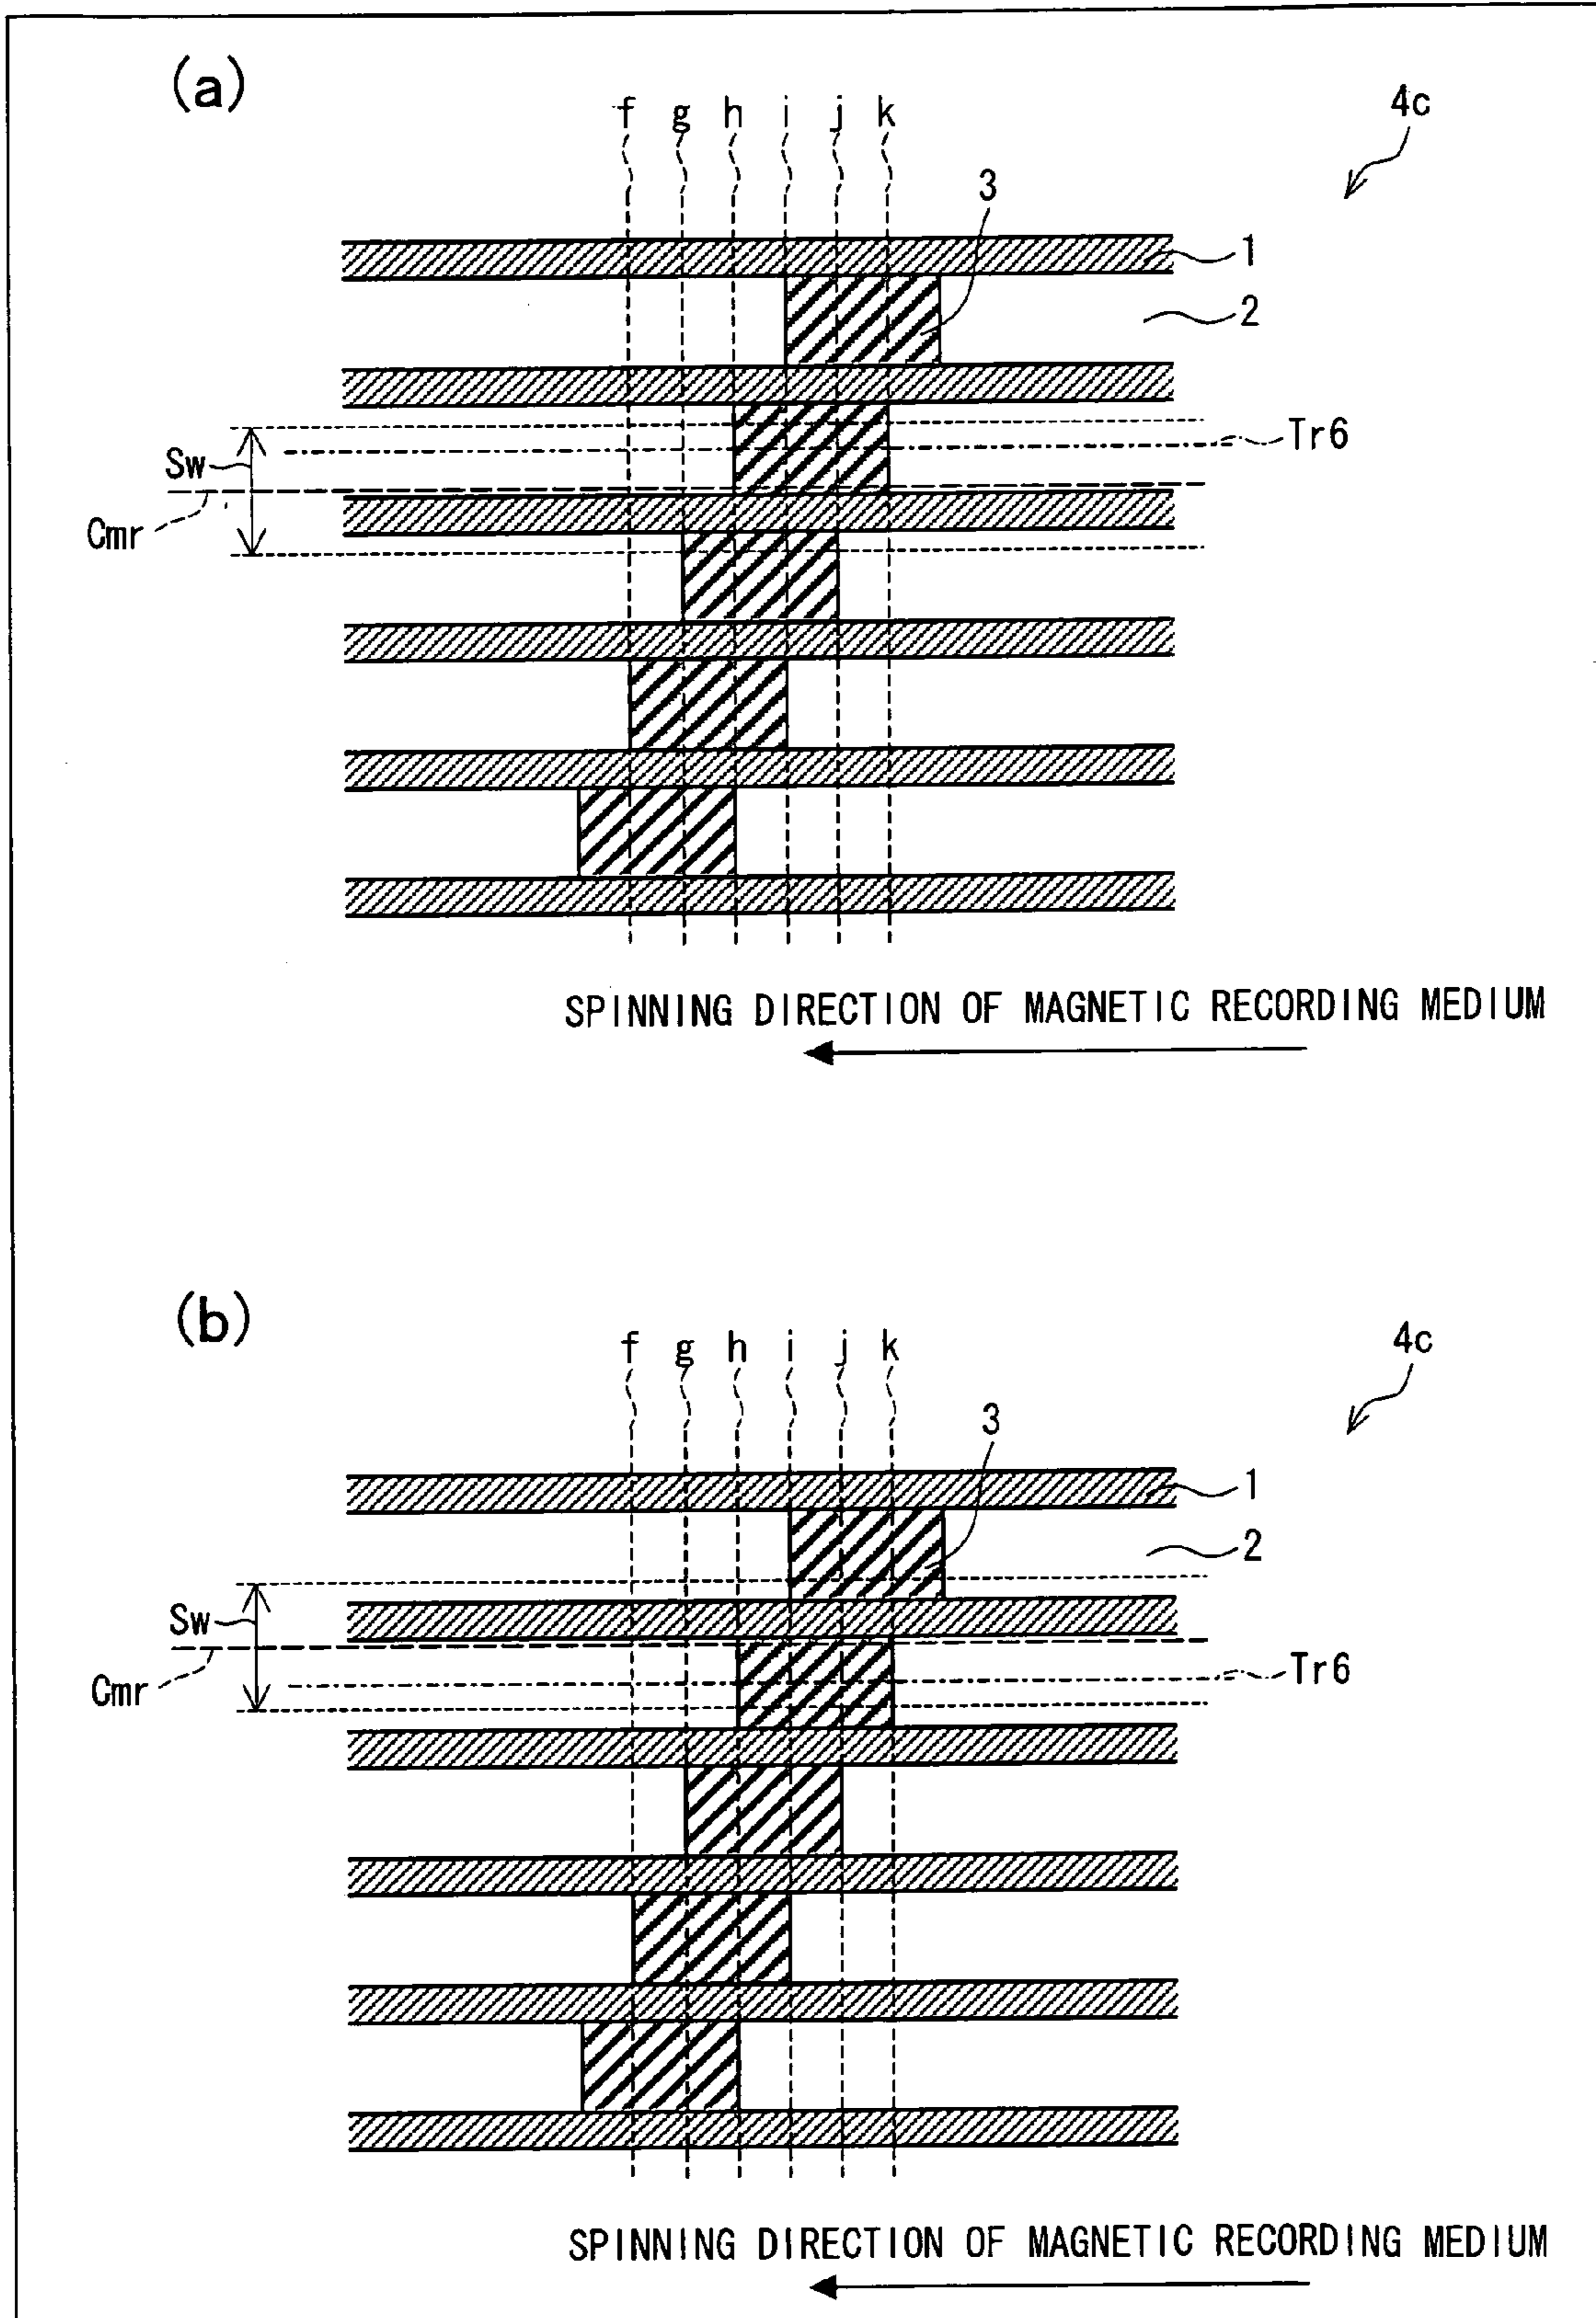 (a)
f g h i j k
4c
3
1
2
Sw
Tr6
Cmr
SPINNING DIRECTION OF MAGNETIC RECORDING MEDIUM
(b)
f g h i j k
4c
3
1
2
Sw
Cmr
Tr6
SPINNING DIRECTION OF MAGNETIC RECORDING MEDIUM